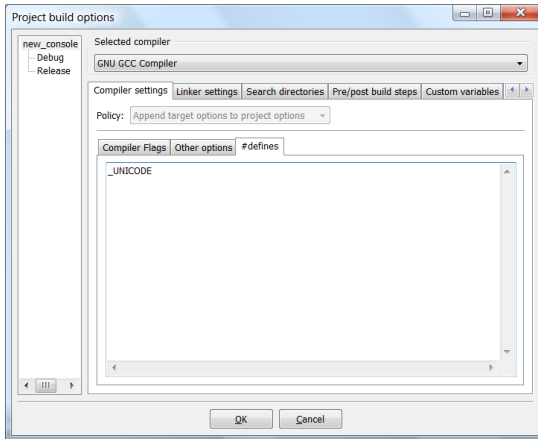 Project build options
new_console
Debug
Release
Selected compiler
GNU GCC Compiler
Compiler settings Linker settings Search directories Pre/post build steps Custom variables
Policy: Append target options to project options
Compiler Flags Other options #defines
_UNICODE
OK Cancel